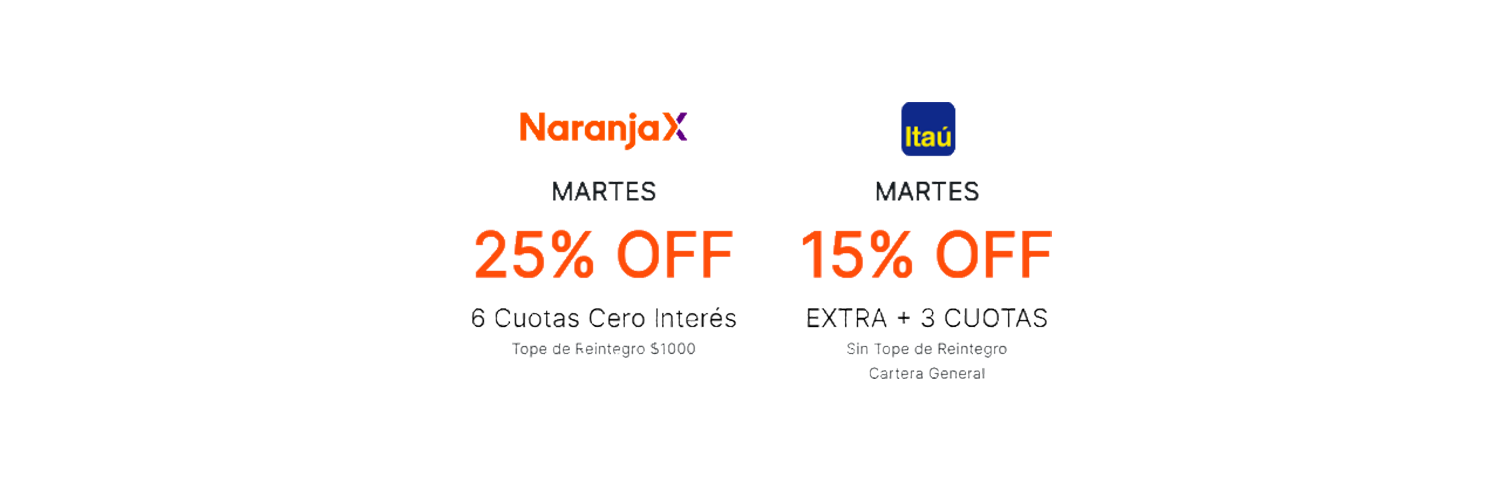 NaranjaX
MARTES
25% OFF
6 Cuotas Cero Interés
Tope de Reintegro $1000
Itaú
MARTES
15% OFF
EXTRA + 3 CUOTAS
Sin Tope de Reintegro
Cartera General